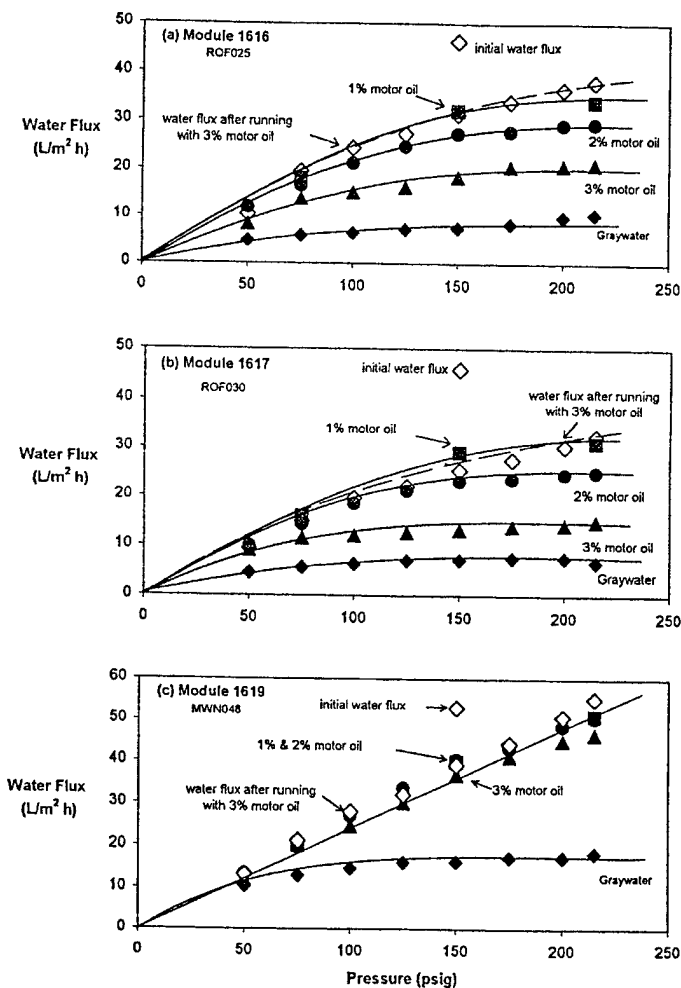 50
(a) Module 1616
ROF025
initial water flux
40
1% motor oil
Water Flux
(L/m² h)
30
water flux after running
with 3% motor oil
2% motor oil
20
3% motor oil
10
Graywater
0
0 50 100 150 200 250
50
(b) Module 1617
ROF030
initial water flux
40
water flux after running
with 3% motor oil
1% motor oil
Water Flux
(L/m² h)
30
20
2% motor oil
10
3% motor oil
Graywater
0
0 50 100 150 200 250
60
(c) Module 1619
MWN048
initial water flux
50
1% & 2% motor oil
40
Water Flux
(L/m² h)
water flux after running
with 3% motor oil
3% motor oil
30
20
10
Graywater
0
0 50 100 150 200 250
Pressure (psig)